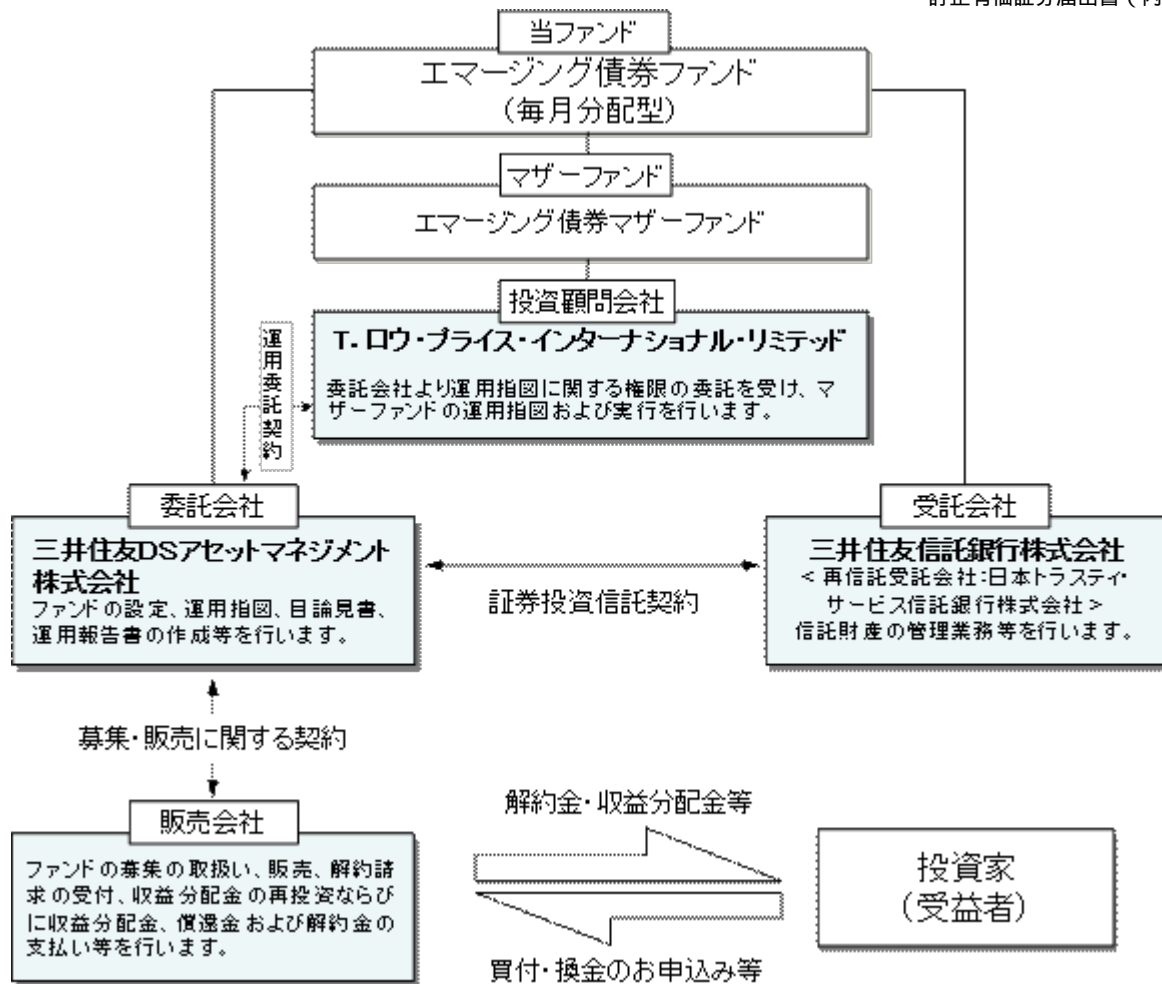 訂正有価証券届出書（内
当ファンド
エマージング債券ファンド
（毎月分配型）
マザーファンド
エマージング債券マザーファンド
投資顧問会社
T.ロウ・プライス・インターナショナル・リミテッド
委託会社より運用指図に関する権限の委託を受け、マ
ザーファンドの運用指図および実行を行います。
運用委託契約
委託会社
三井住友DSアセットマネジメント
株式会社
ファンドの設定、運用指図、目論見書、
運用報告書の作成等を行います。
証券投資信託契約
受託会社
三井住友信託銀行株式会社
＜再信託受託会社:日本トラスティ・
サービス信託銀行株式会社＞
信託財産の管理業務等を行います。
募集・販売に関する契約
販売会社
ファンドの募集の取扱い、販売、解約請
求の受付、収益分配金の再投資ならび
に収益分配金、償還金および解約金の
支払い等を行います。
解約金・収益分配金等
買付・換金のお申込み等
投資家
（受益者）